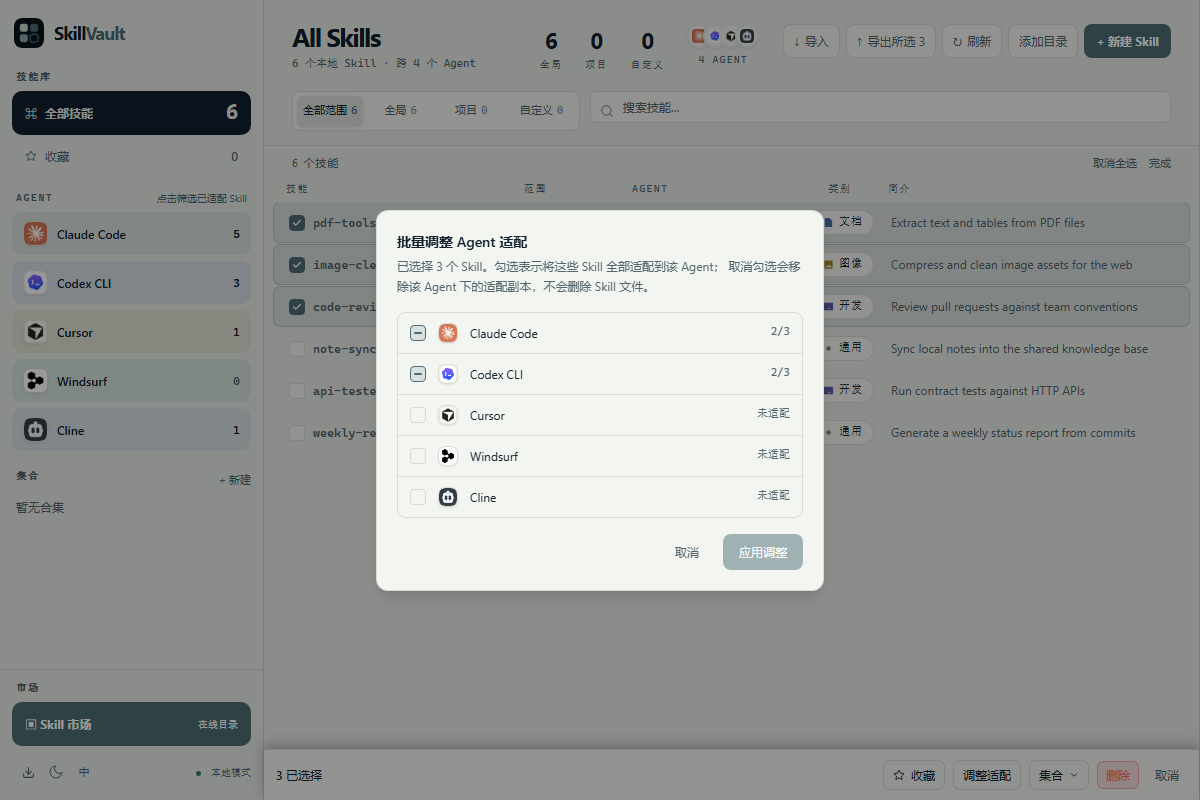 SkillVault
技能库
⌘ 全部技能 6
☆ 收藏 0
AGENT 点击筛选已适配 Skill
Claude Code 5
Codex CLI 3
Cursor 1
Windsurf 0
Cline 1
集合 + 新建
暂无合集
市场
Skill 市场 在线目录
中 本地模式
All Skills
6 个本地 Skill · 跨 4 个 Agent
6 全局
0 项目
0 自定义
4 AGENT
↓ 导入
↑ 导出所选 3
↻ 刷新
添加目录
+ 新建 Skill
全部范围 6 全局 6 项目 0 自定义 0
搜索技能...
6 个技能 取消全选 完成
技能 范围 AGENT 类别 简介
pdf-tools 文档 Extract text and tables from PDF files
image-cle 图像 Compress and clean image assets for the web
code-revi 开发 Review pull requests against team conventions
note-sync 通用 Sync local notes into the shared knowledge base
api-teste 开发 Run contract tests against HTTP APIs
weekly-re 通用 Generate a weekly status report from commits
批量调整 Agent 适配
已选择 3 个 Skill。勾选表示将这些 Skill 全部适配到该 Agent； 取消勾选会移
除该 Agent 下的适配副本，不会删除 Skill 文件。
Claude Code 2/3
Codex CLI 2/3
Cursor 未适配
Windsurf 未适配
Cline 未适配
取消 应用调整
3 已选择 ☆ 收藏 调整适配 集合 删除 取消